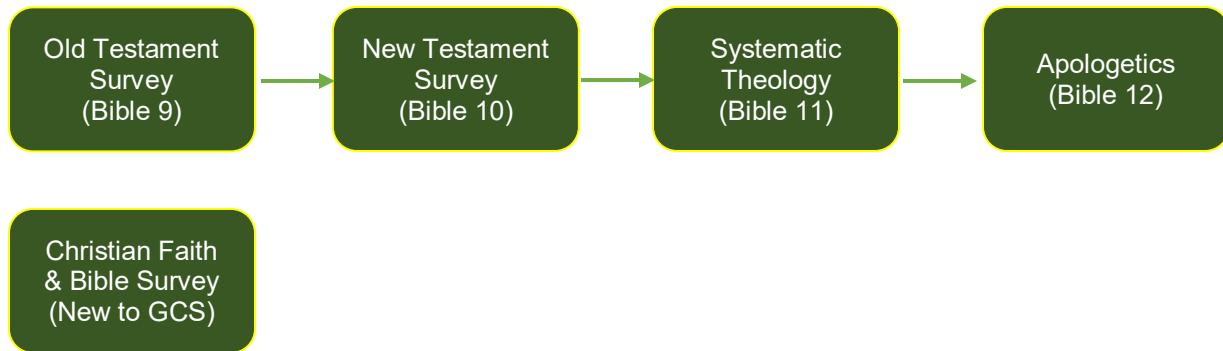 Old Testament
Survey
(Bible 9)
New Testament
Survey
(Bible 10)
Systematic
Theology
(Bible 11)
Apologetics
(Bible 12)
Christian Faith
& Bible Survey
(New to GCS)